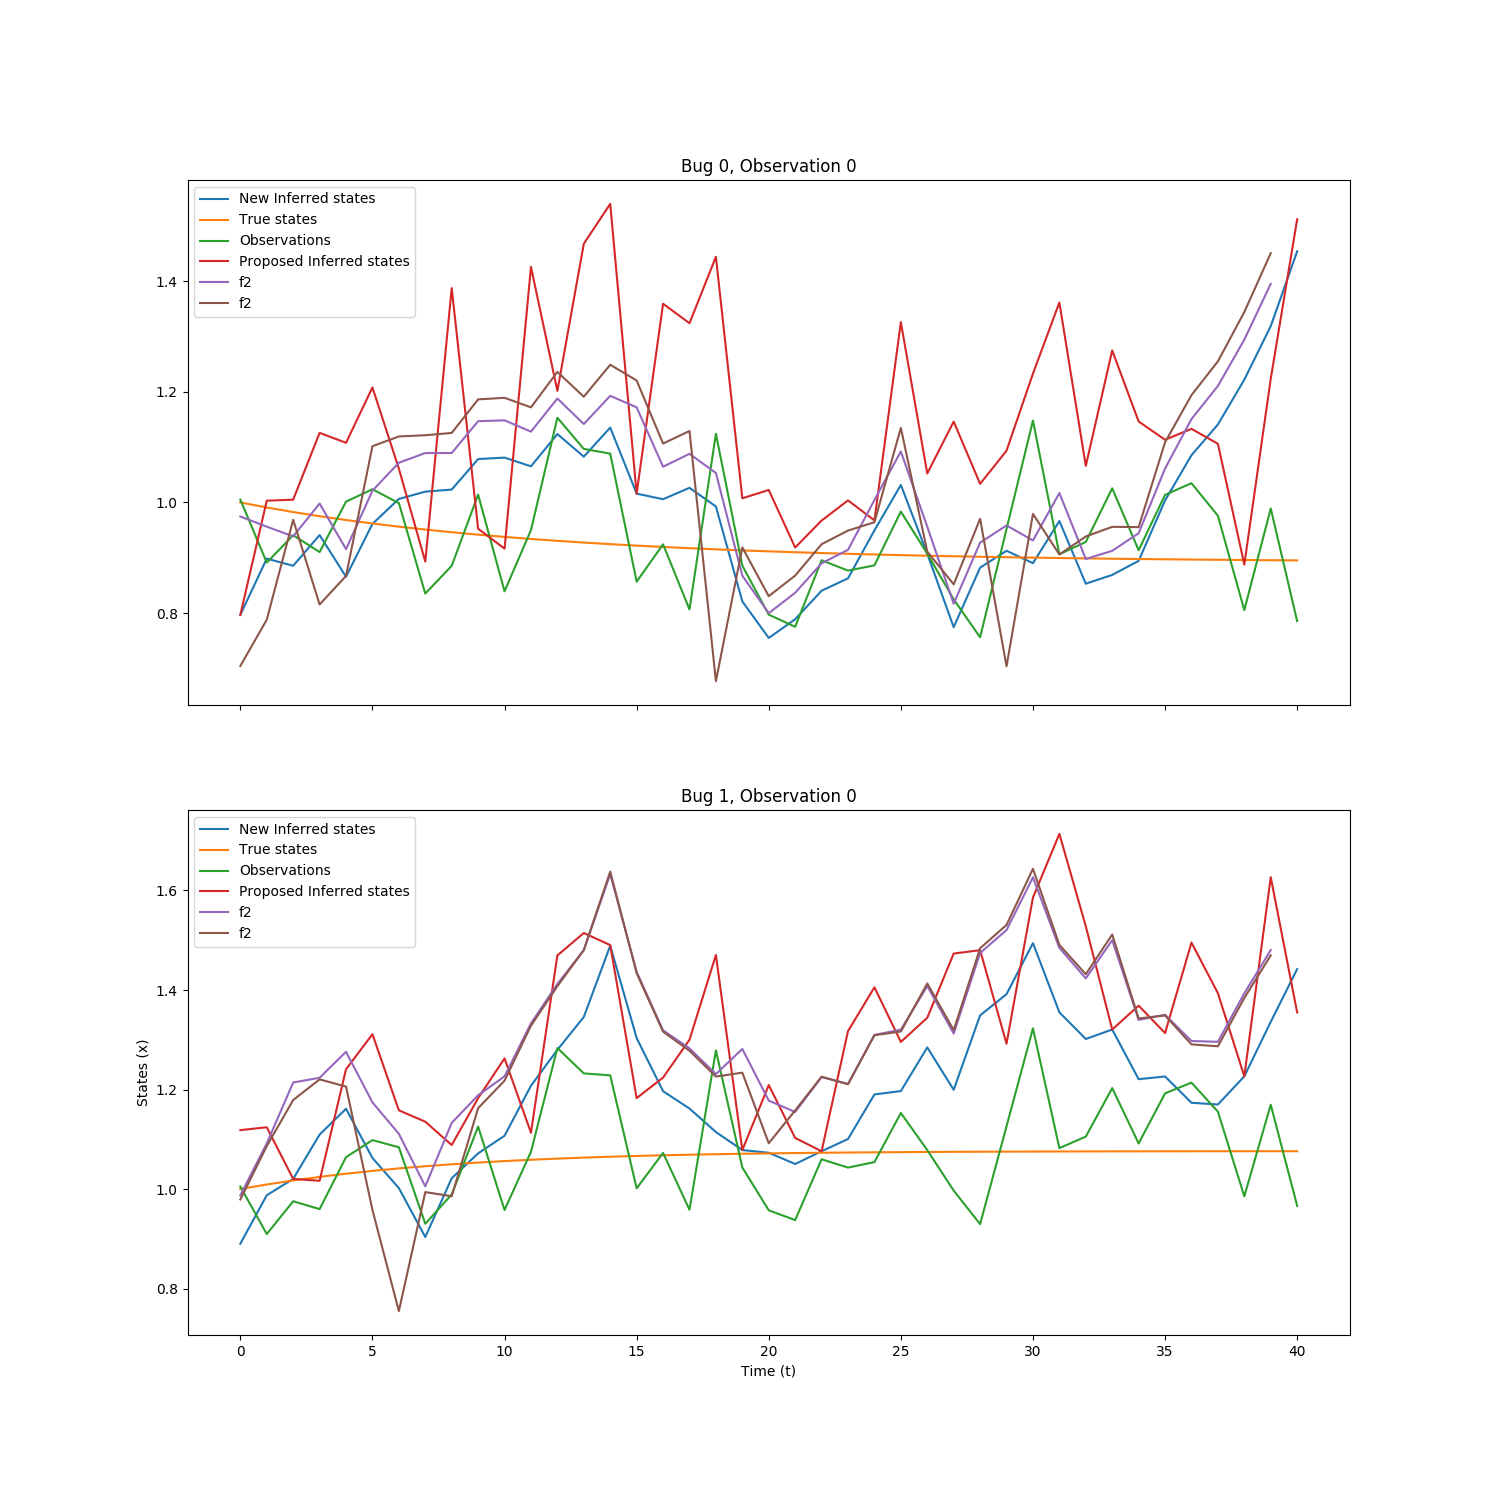 Bug 0, Observation 0
New Inferred states
True states
Observations
Proposed Inferred states
f2
f2
1.4
1.2
1.0
0.8
Bug 1, Observation 0
New Inferred states
True states
Observations
Proposed Inferred states
f2
f2
1.6
1.4
1.2
1.0
0.8
States (x)
0 5 10 15 20 25 30 35 40
Time (t)